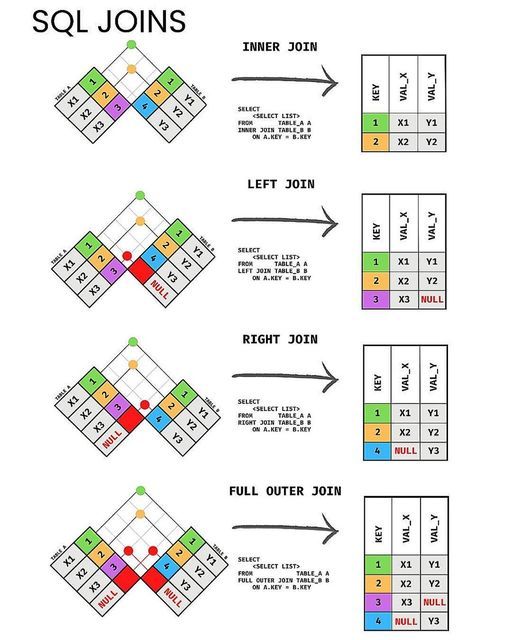 SQL JOINS
INNER JOIN
TABLE A
X1 1
X2 2
X3 3
TABLE B
1 Y1
2 Y2
4 Y3
SELECT
<SELECT LIST>
FROM TABLE_A A
INNER JOIN TABLE_B B
ON A.KEY = B.KEY
KEY VAL_X VAL_Y
1 X1 Y1
2 X2 Y2
LEFT JOIN
TABLE A
X1 1
X2 2
X3 3
TABLE B
1 Y1
2 Y2
4 Y3
NULL
SELECT
<SELECT LIST>
FROM TABLE_A A
LEFT JOIN TABLE_B B
ON A.KEY = B.KEY
KEY VAL_X VAL_Y
1 X1 Y1
2 X2 Y2
3 X3 NULL
RIGHT JOIN
TABLE A
X1 1
X2 2
X3 3
NULL
TABLE B
1 Y1
2 Y2
4 Y3
SELECT
<SELECT LIST>
FROM TABLE_A A
RIGHT JOIN TABLE_B B
ON A.KEY = B.KEY
KEY VAL_X VAL_Y
1 X1 Y1
2 X2 Y2
4 NULL Y3
FULL OUTER JOIN
TABLE A
X1 1
X2 2
X3 3
NULL
TABLE B
1 Y1
2 Y2
4 Y3
NULL
SELECT
<SELECT LIST>
FROM TABLE_A A
FULL OUTER JOIN TABLE_B B
ON A.KEY = B.KEY
KEY VAL_X VAL_Y
1 X1 Y1
2 X2 Y2
3 X3 NULL
4 NULL Y3